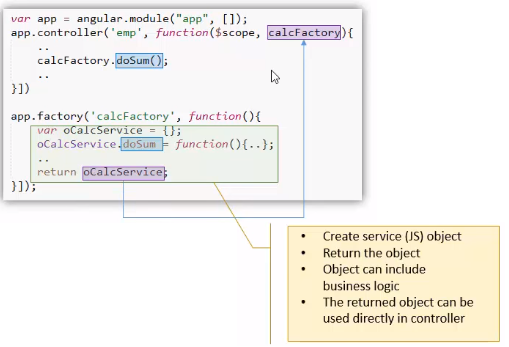 var app = angular.module("app", []);
app.controller('emp', function($scope, calcFactory){
..
calcFactory.doSum();
..
}])
app.factory('calcFactory', function(){
var oCalcService = {};
oCalcService.doSum = function(){..};
..
return oCalcService;
}]);
• Create service (JS) object
• Return the object
• Object can include
business logic
• The returned object can be
used directly in controller